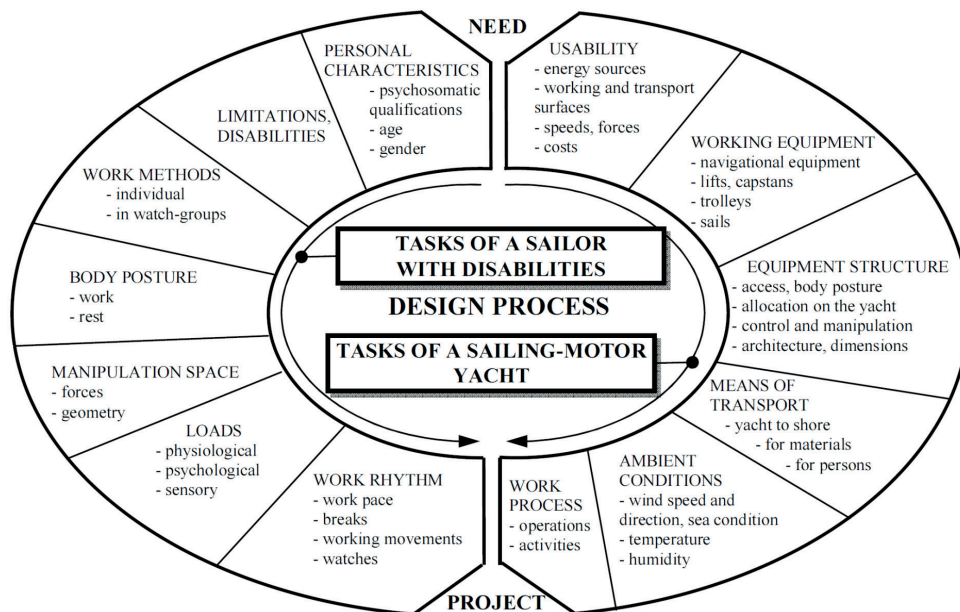 NEED
PERSONAL
CHARACTERISTICS
- psychosomatic
qualifications
- age
- gender
LIMITATIONS,
DISABILITIES
WORK METHODS
- individual
- in watch-groups
BODY POSTURE
- work
- rest
MANIPULATION SPACE
- forces
- geometry
LOADS
- physiological
- psychological
- sensory
WORK RHYTHM
- work pace
- breaks
- working movements
- watches
USABILITY
- energy sources
- working and transport
surfaces
- speeds, forces
- costs
WORKING EQUIPMENT
- navigational equipment
- lifts, capstans
- trolleys
- sails
EQUIPMENT STRUCTURE
- access, body posture
- allocation on the yacht
- control and manipulation
- architecture, dimensions
MEANS OF
TRANSPORT
- yacht to shore
- for materials
- for persons
AMBIENT
CONDITIONS
- wind speed and
direction, sea condition
- temperature
- humidity
WORK
PROCESS
- operations
- activities
TASKS OF A SAILOR
WITH DISABILITIES
DESIGN PROCESS
TASKS OF A SAILING-MOTOR
YACHT
PROJECT